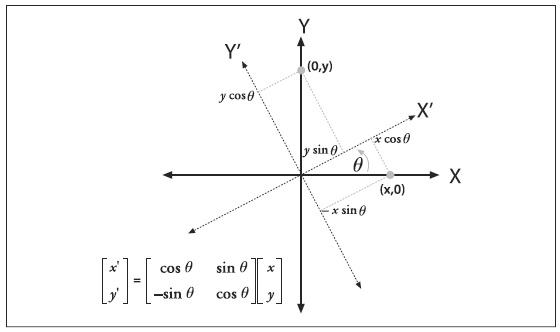 Y
Y'
(0,y)
y cos θ
X'
x cos θ
y sin θ
θ
X
(x,0)
– x sin θ
[x' y'] = [cos θ sin θ –sin θ cos θ] [x y]